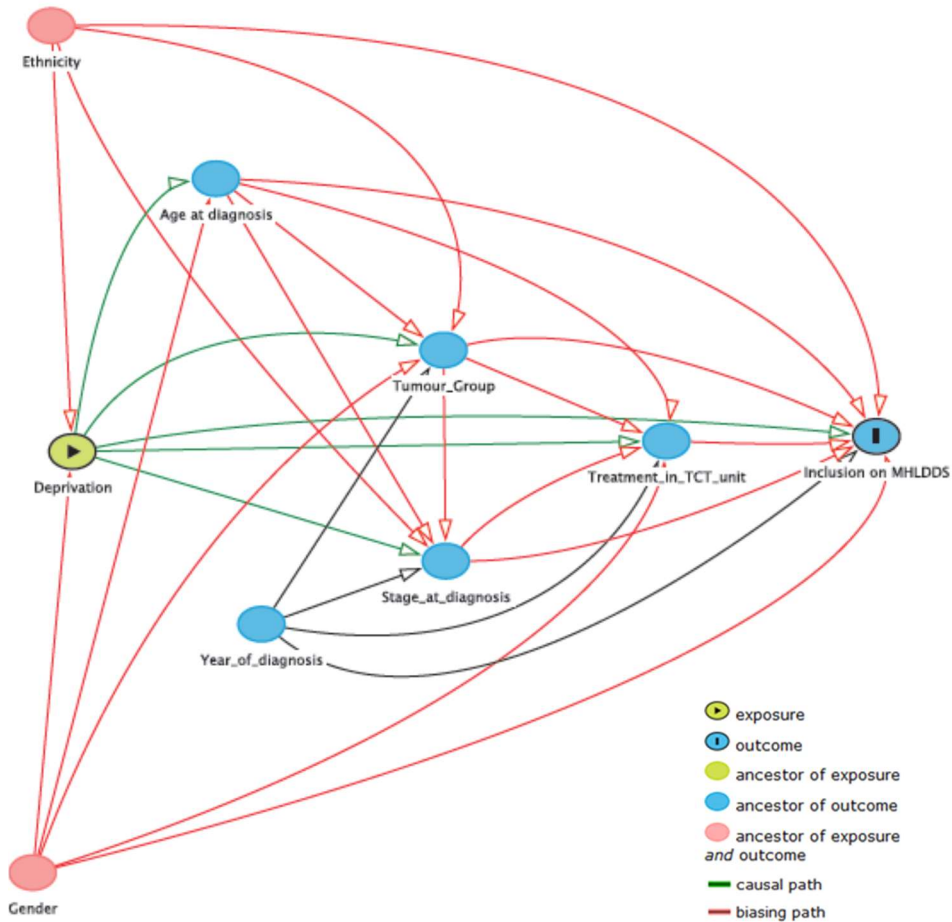 Ethnicity
Age at diagnosis
Tumour_Group
Deprivation
Treatment_in_TCT_unit
Inclusion on MHLDDS
Stage_at_diagnosis
Year_of_diagnosis
Gender
exposure
outcome
ancestor of exposure
ancestor of outcome
ancestor of exposure
and outcome
causal path
biasing path